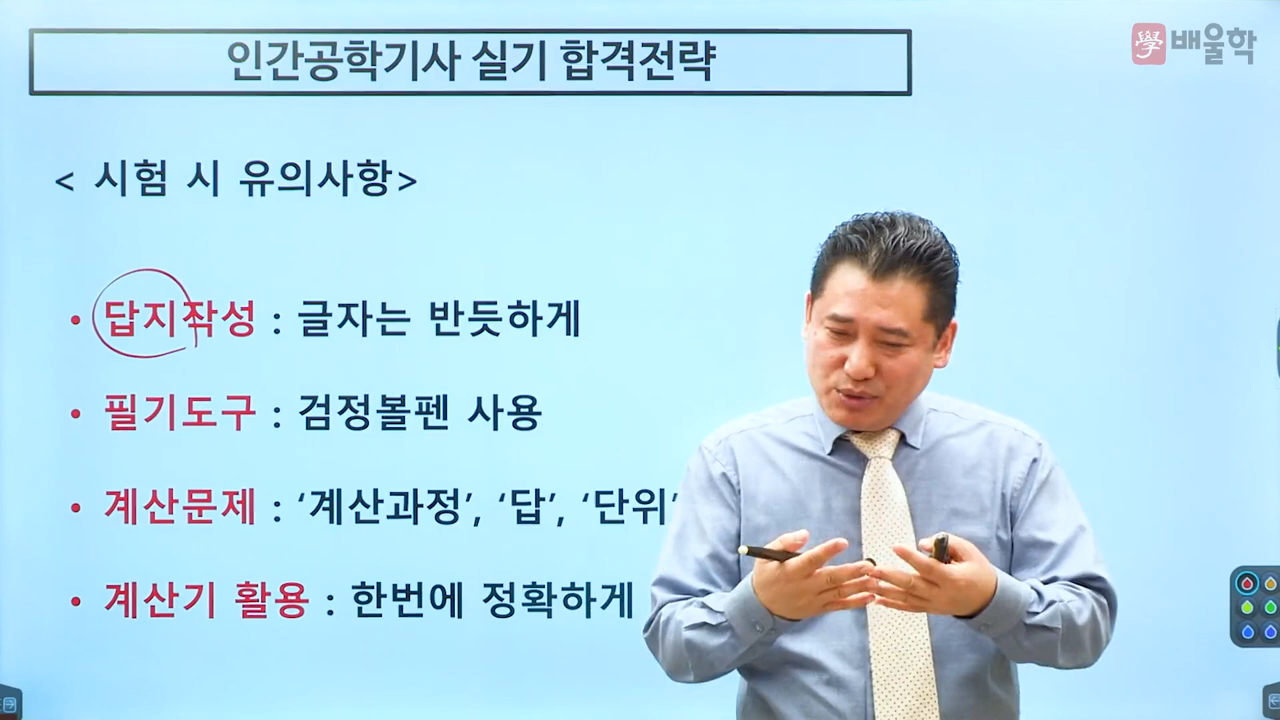 인간공학기사 실기 합격전략
學 배울학
< 시험 시 유의사항>
• 답지작성 : 글자는 반듯하게
• 필기도구 : 검정볼펜 사용
• 계산문제 : ‘계산과정’, ‘답’, ‘단위’
• 계산기 활용 : 한번에 정확하게